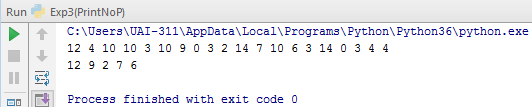 Run Exp3(PrintNoP)
C:\Users\UAI-311\AppData\Local\Programs\Python\Python36\python.exe
12 4 10 10 3 10 9 0 3 2 14 7 10 6 3 14 0 3 4 4
12 9 2 7 6
Process finished with exit code 0